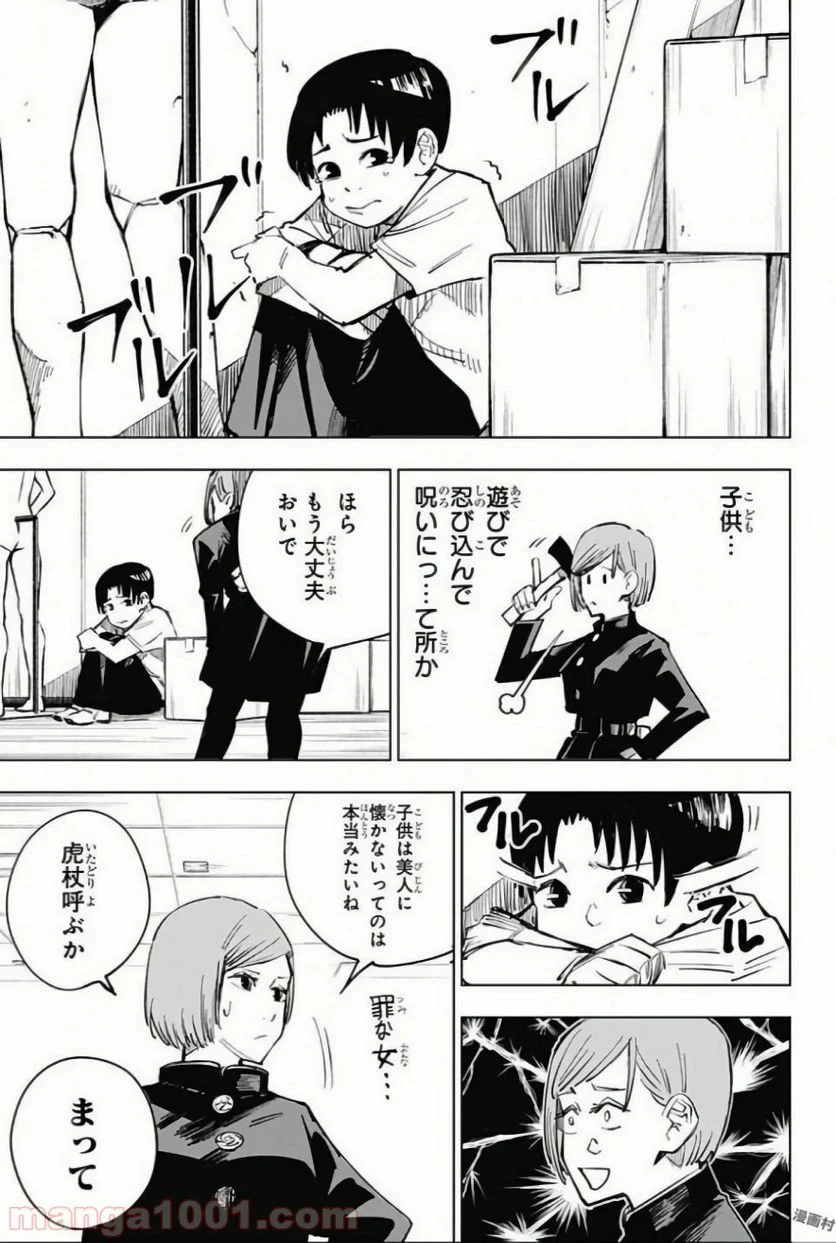 ブル
ブル
ブル
子供…
遊びで
忍び込んで
呪いにっ…て所か
ほら
もう大丈夫
おいで
フル
フル
子供は美人に
懐かないってのは
本当みたいね
罪な女…
虎杖呼ぶか
まって
manga1001.com
漫画村